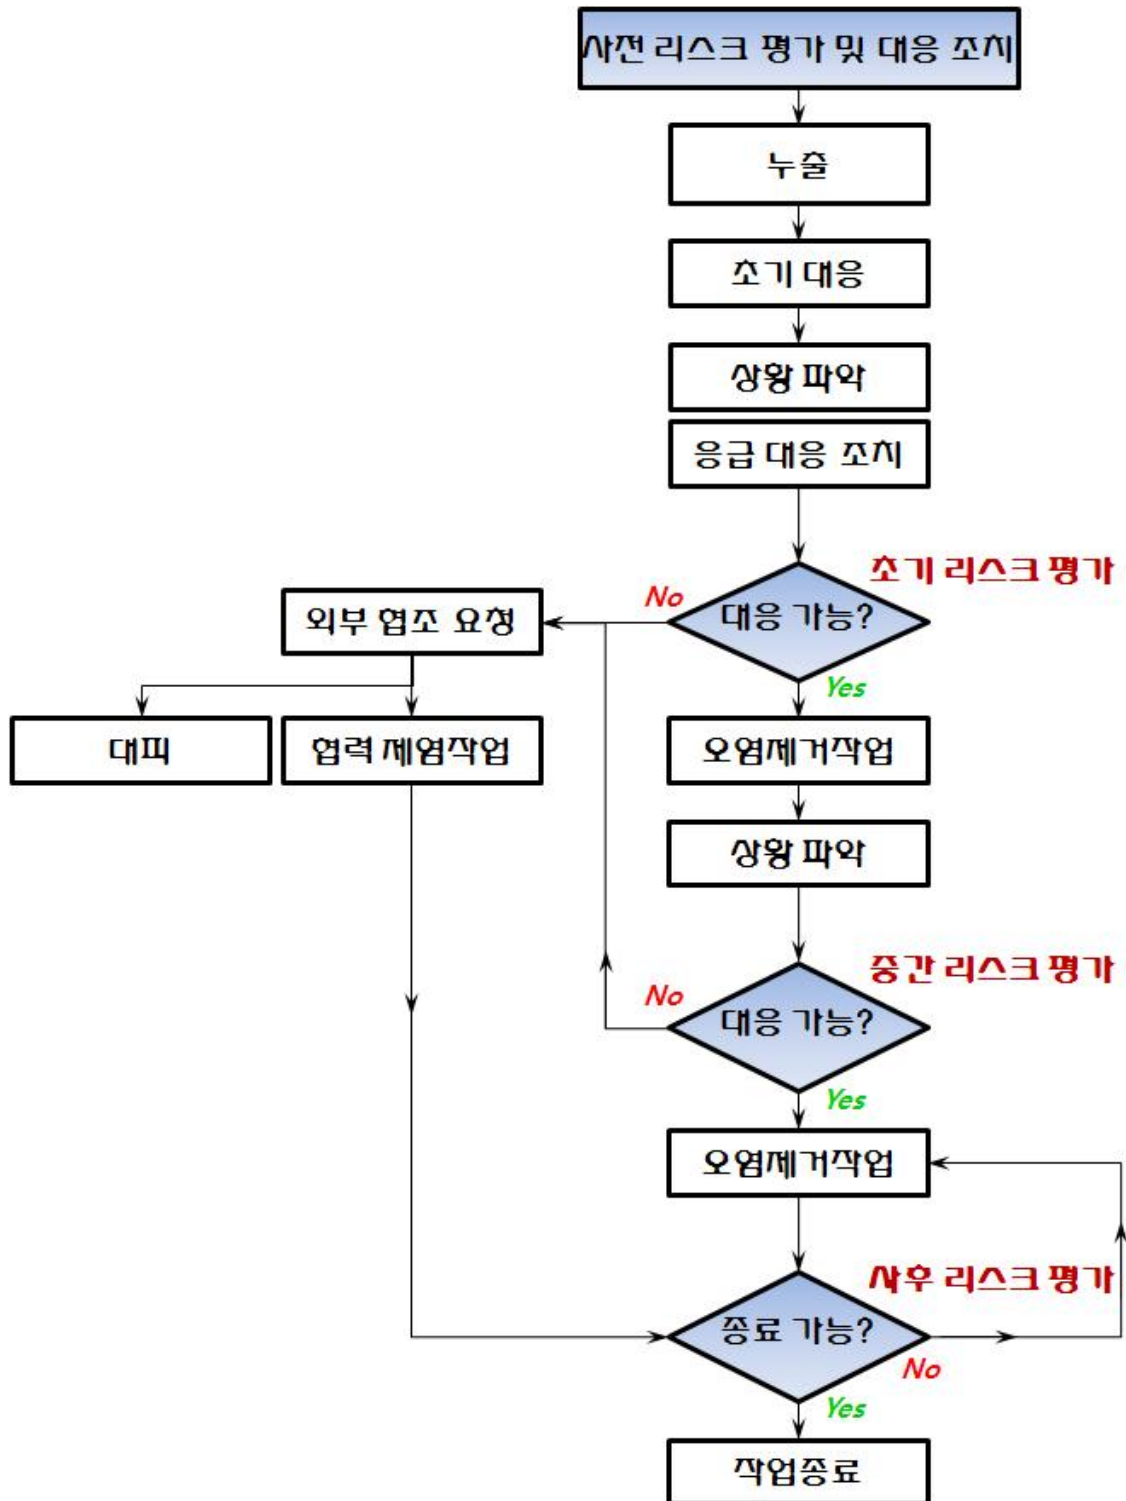 사전 리스크 평가 및 대응 조치
누출
초기 대응
상황 파악
응급 대응 조치
초기 리스크 평가
대응 가능?
No
Yes
외부 협조 요청
대피
협력 제염작업
오염제거작업
상황 파악
중간 리스크 평가
대응 가능?
No
Yes
오염제거작업
사후 리스크 평가
종료 가능?
No
Yes
작업종료